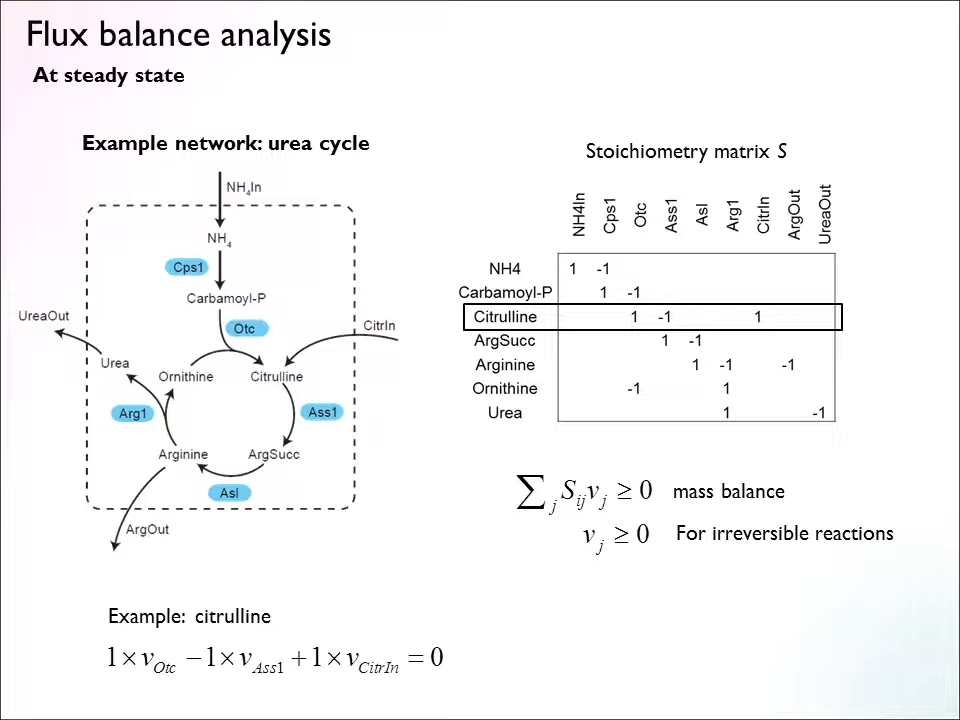 Flux balance analysis
At steady state
Example network: urea cycle
NH4In
NH4
Cps1
Carbamoyl-P
Otc
CitrIn
UreaOut
Urea
Ornithine
Citrulline
Arg1
Ass1
Arginine
ArgSucc
Asl
ArgOut
Stoichiometry matrix S
NH4In Cps1 Otc Ass1 Asl Arg1 CitrIn ArgOut UreaOut
NH4 1 -1
Carbamoyl-P 1 -1
Citrulline 1 -1 1
ArgSucc 1 -1
Arginine 1 -1 -1
Ornithine -1 1
Urea 1 -1
∑j Sij vj ≥ 0 mass balance
vj ≥ 0 For irreversible reactions
Example: citrulline
1 × vOtc − 1 × vAss1 + 1 × vCitrIn = 0